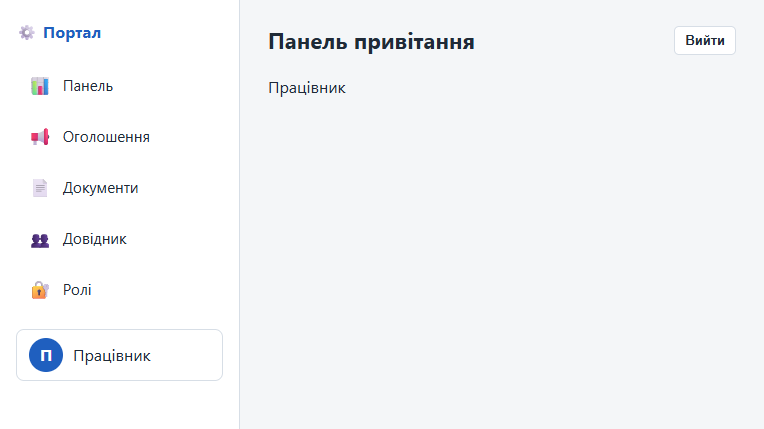 Портал
Панель
Оголошення
Документи
Довідник
Ролі
П Працівник
Панель привітання
Вийти
Працівник